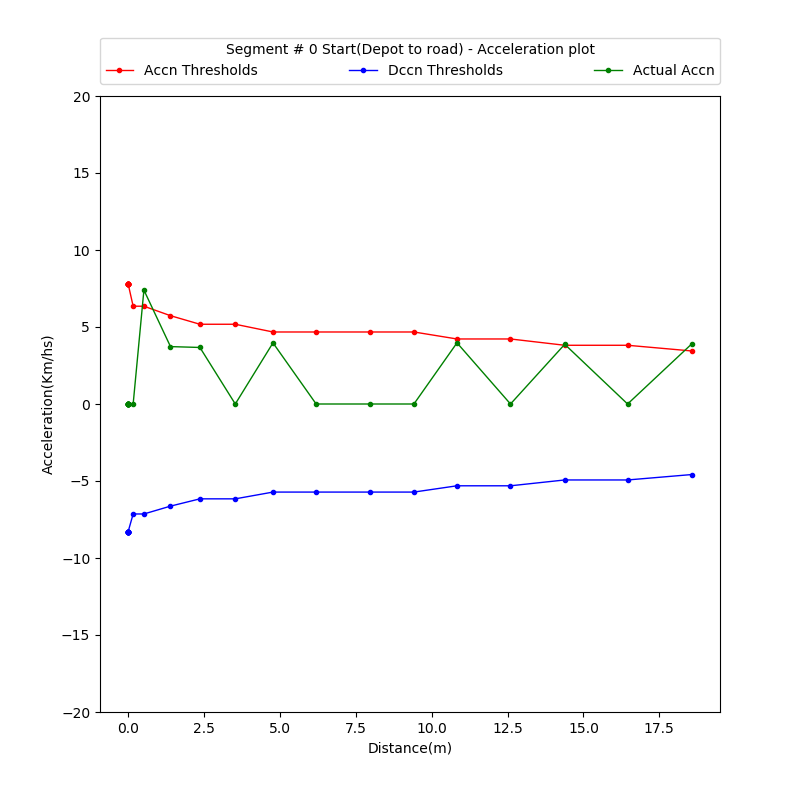 Segment # 0 Start(Depot to road) - Acceleration plot
Accn Thresholds Dccn Thresholds Actual Accn
20
15
10
5
0
−5
−10
−15
−20
Acceleration(Km/hs)
0.0 2.5 5.0 7.5 10.0 12.5 15.0 17.5
Distance(m)